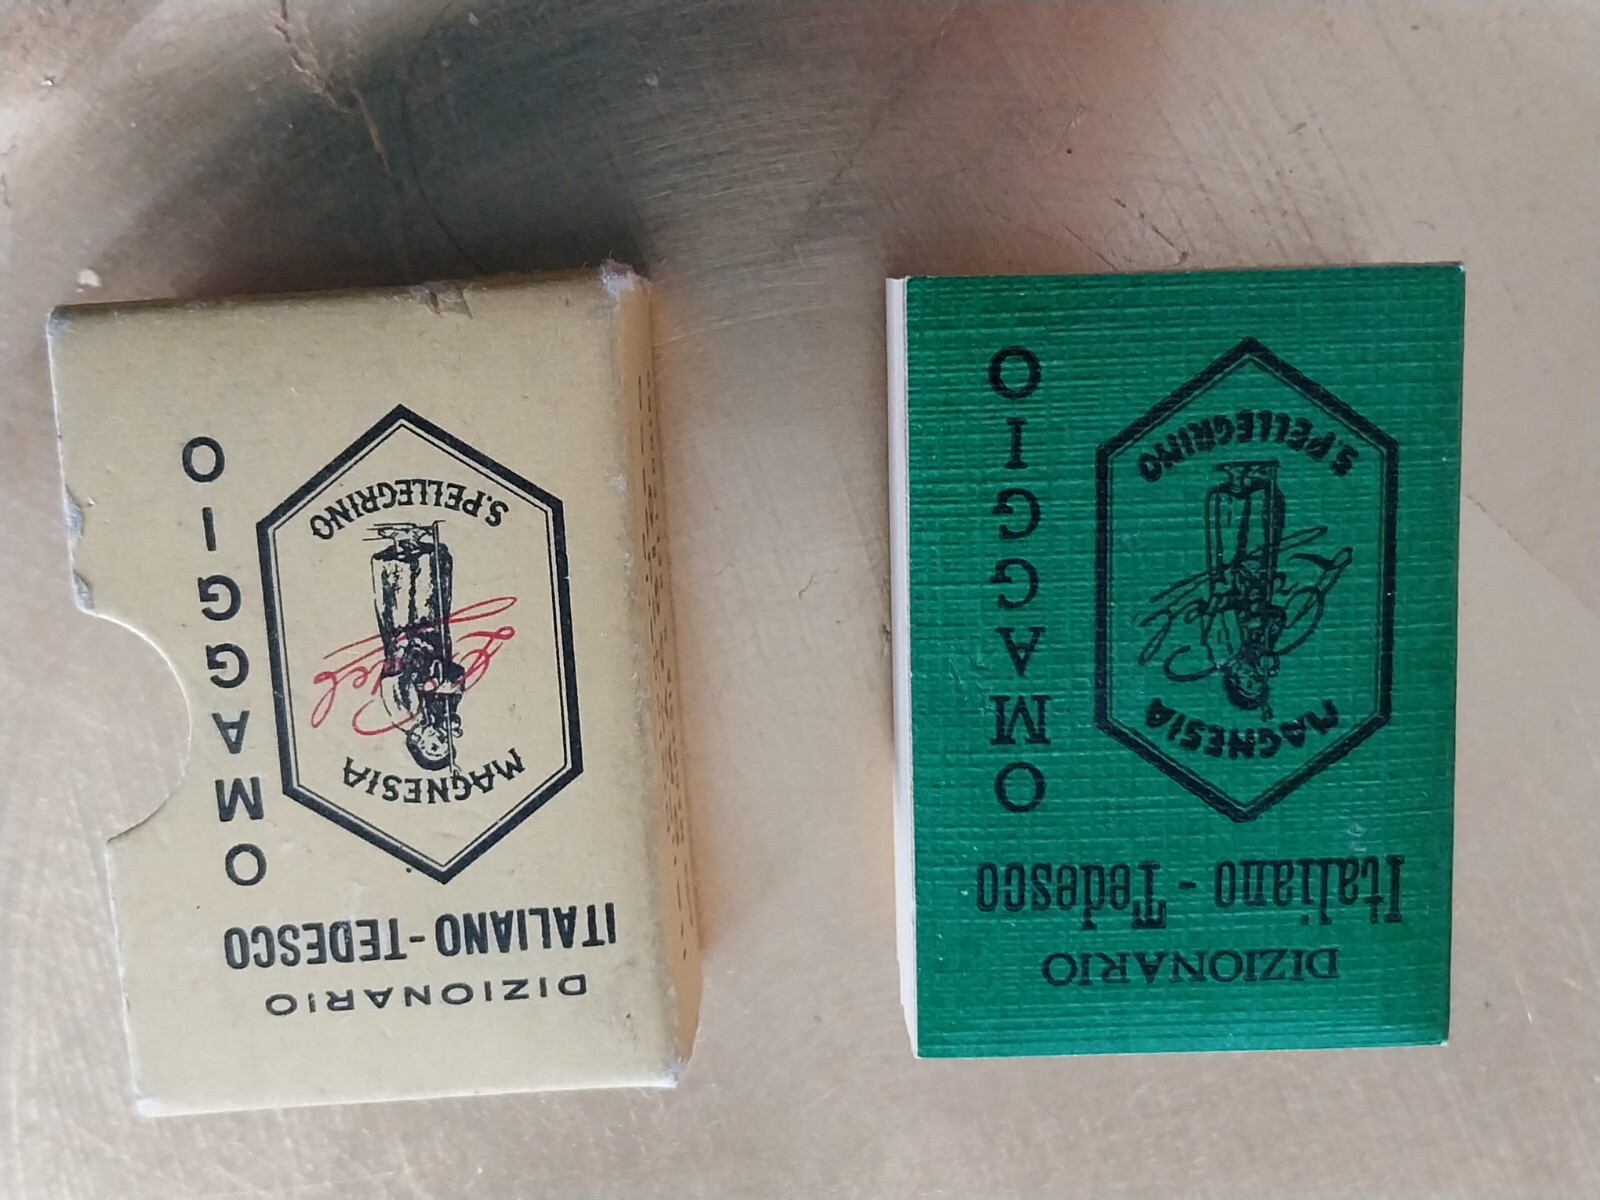 DIZIONARIO
ITALIANO-TEDESCO
MAGNESIA
S.PELLEGRINO
OMAGGIO
DIZIONARIO
Italiano - Tedesco
MAGNESIA
S.PELLEGRINO
OMAGGIO